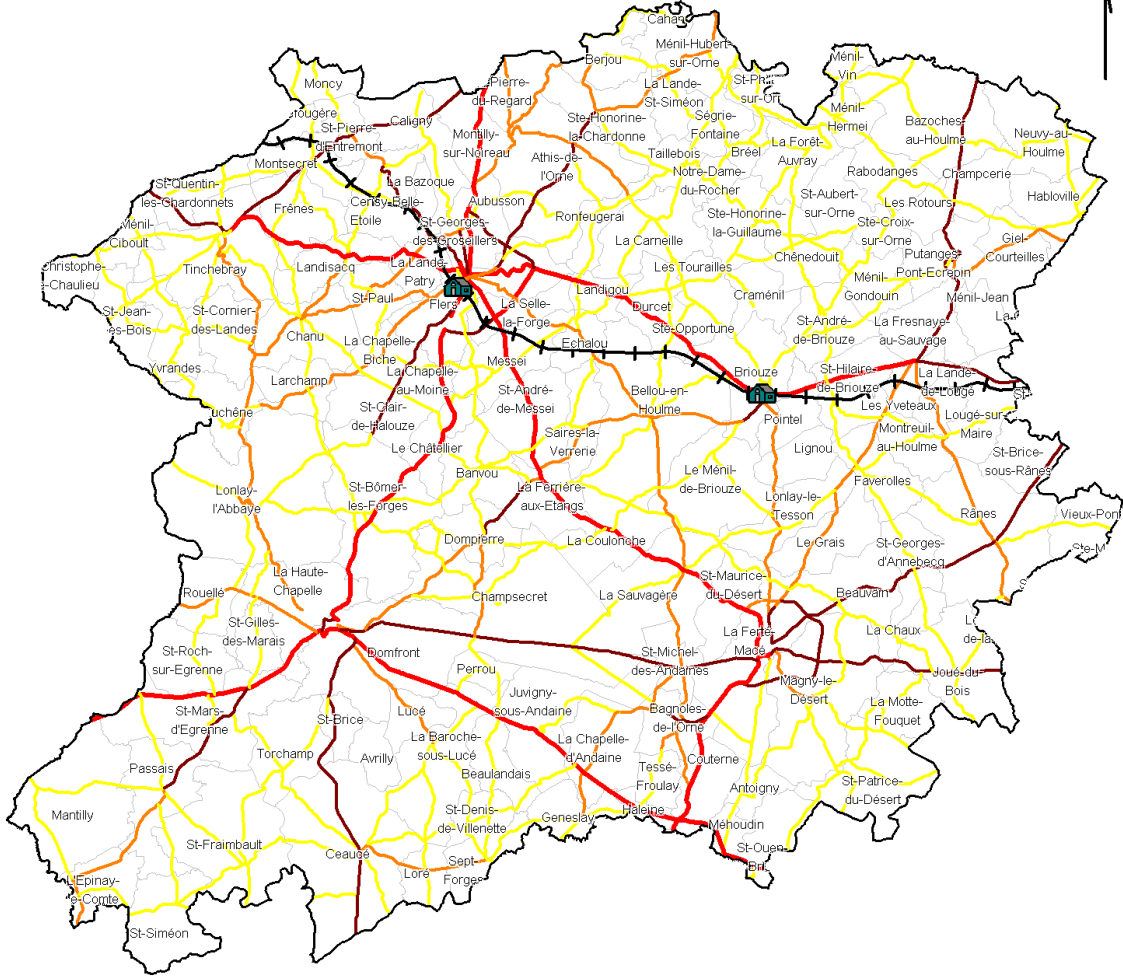 Cahan
Ménil-Hubert-
sur-Orne
Berjou
Ménil-
Vin
Moncy
Pierre-
du-Regard
La Lande-
St-Siméon
St-Ph
sur-Or
St-Pierre-
d'Entremont
Caligny
Montilly-
sur-Noireau
Ste-Honorine-
la-Chardonne
Ségrie-
Fontaine
Ménil-
Hermei
Bazoches-
au-Houlme
Neuvy-au-
Houlme
Montsecret
Athis-de-
l'Orne
Taillebois
Bréel
La Forêt-
Auvray
Rabodanges
Champcerie
St-Quentin-
les-Chardonnets
La Bazoque
Notre-Dame-
du-Rocher
Habloville
Frênes
Cerisy-Belle-
Etoile
Aubusson
Ronfeugerai
Ste-Honorine-
la-Guillaume
St-Aubert-
sur-Orne
Les Rotours
Ménil-
Ciboult
St-Georges-
des-Groseillers
La Carneille
Ste-Croix-
sur-Orne
Giel-
Courteilles
Christophe-
-Chaulieu
Tinchebray
Landisacq
La Lande-
Patry
Les Tourailles
Chênedouit
Putanges-
Pont-Ecrepin
St-Jean-
es-Bois
St-Cornier-
des-Landes
St-Paul
Flers
La Selle-
la-Forge
Landigou
Durcet
Craménil
Ménil-
Gondouin
Ménil-Jean
Chanu
La Chapelle-
Biche
Echalou
Ste-Opportune
St-André-
de-Briouze
La Fresnaye-
au-Sauvage
Yvrandes
Larchamp
La Chapelle-
au-Moine
Messei
St-André-
de-Messei
Bellou-en-
Houlme
Briouze
St-Hilaire-
de-Briouze
La Lande-
de-Lougé
uchêne
St-Clair-
de-Halouze
Pointel
Les Yveteaux
Lougé-sur-
Maire
Le Châtellier
Saires-la-
Verrerie
Lignou
Montreuil-
au-Houlme
St-Brice-
sous-Rânes
Banvou
Le Ménil-
de-Briouze
Faverolles
Lonlay-
l'Abbaye
St-Bômer-
les-Forges
La Ferrière-
aux-Etangs
Lonlay-le-
Tesson
Rânes
Vieux-Pon
Dompierre
La Coulonche
Le Grais
St-Georges-
d'Annebecq
Ste-M
La Haute-
Chapelle
Rouellé
Champsecret
La Sauvagère
St-Maurice-
du-Désert
Beauvain
St-Gilles-
des-Marais
La Ferté-
Macé
La Chaux
de-la
St-Roch-
sur-Egrenne
Domfront
Perrou
St-Michel-
des-Andaines
Magny-le-
Désert
Joué-du-
Bois
St-Mars-
d'Egrenne
St-Brice
Lucé
Juvigny-
sous-Andaine
Bagnoles-
de-l'Orne
La Motte-
Fouquet
Torchamp
Avrilly
La Baroche-
sous-Lucé
La Chapelle-
d'Andaine
Couterne
Passais
Beaulandais
Tessé-
Froulay
Antoigny
St-Patrice-
du-Désert
Mantilly
St-Denis-
de-Villenette
Geneslay
Haleine
Méhoudin
St-Fraimbault
Ceaucé
Loré
Sept-
Forges
St-Ouen-
L'Epinay-
e-Comte
St-Siméon